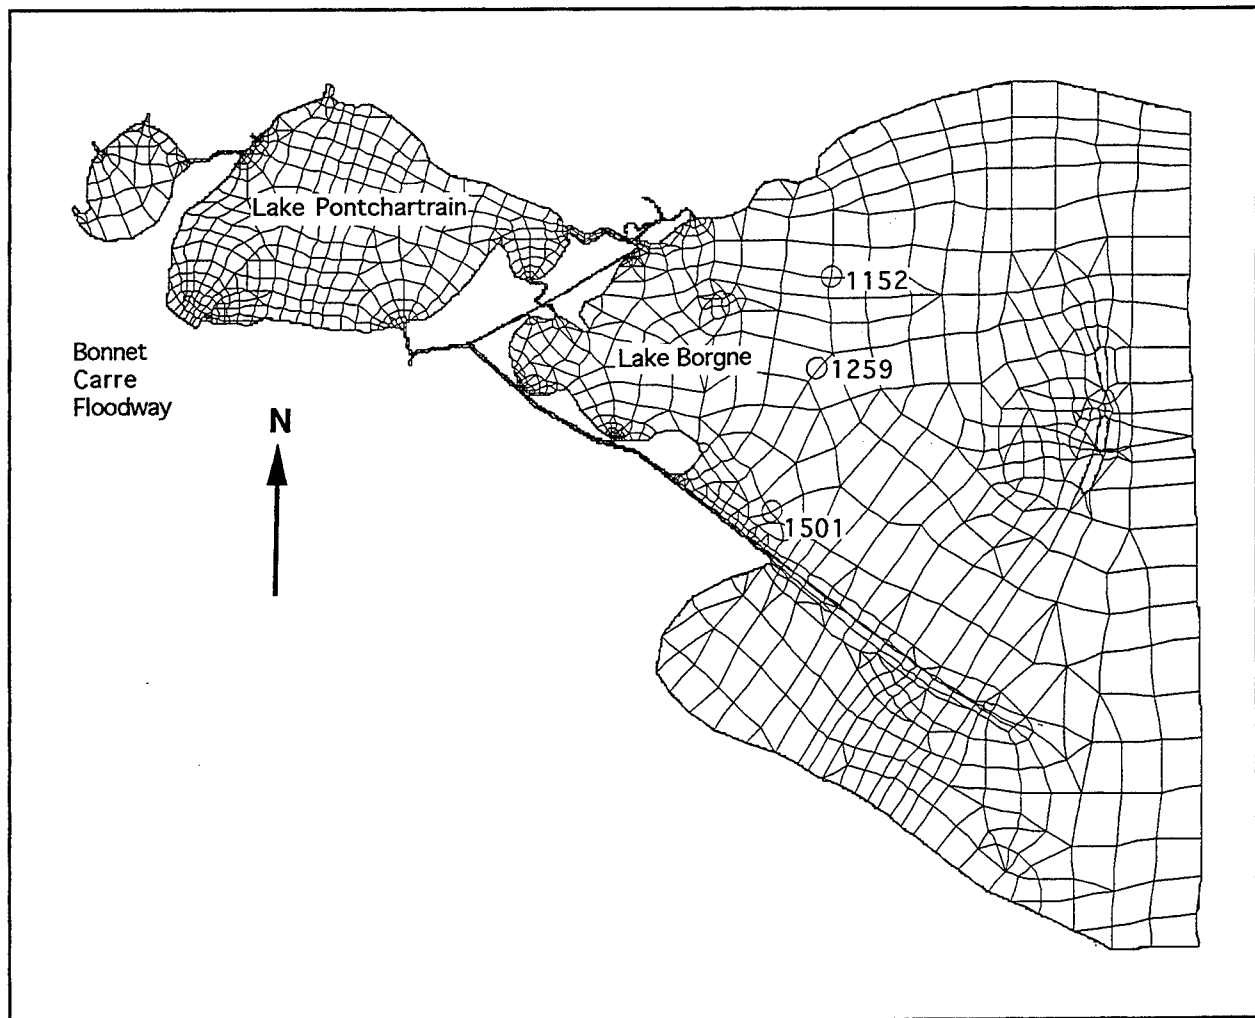 Lake Pontchartrain
1152
Lake Borgne
1259
Bonnet
Carre
Floodway
N
1501